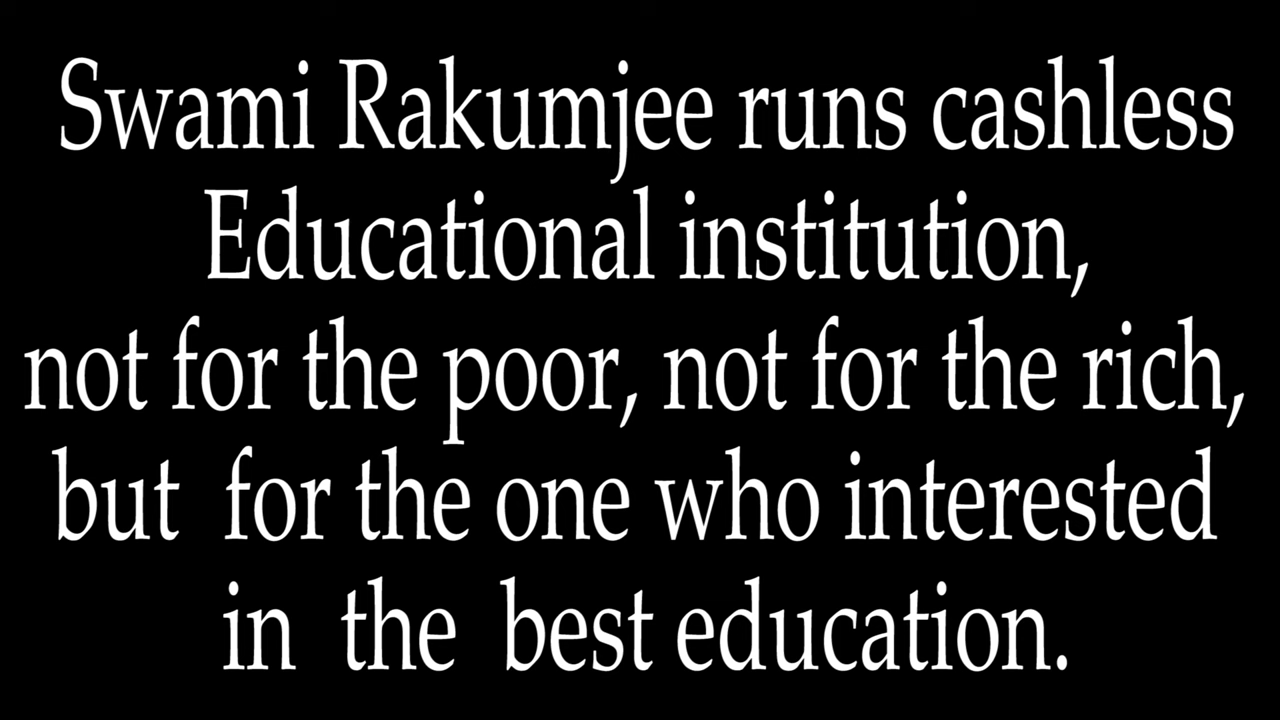 Swami Rakumjee runs cashless
Educational institution,
not for the poor, not for the rich,
but for the one who interested
in the best education.